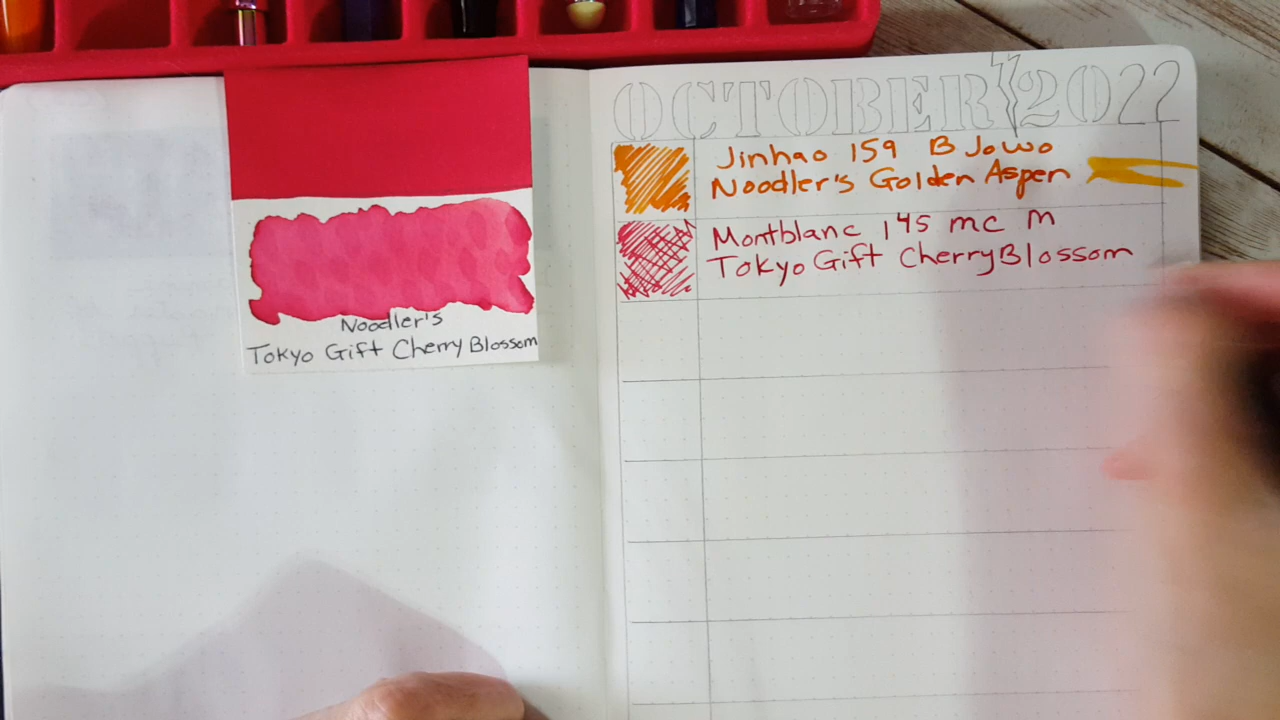 Noodler's
Tokyo Gift Cherry Blossom
OCTOBER 2022
Jinhao 159 B Jowo
Noodler's Golden Aspen
Montblanc 145 mc M
Tokyo Gift Cherry Blossom